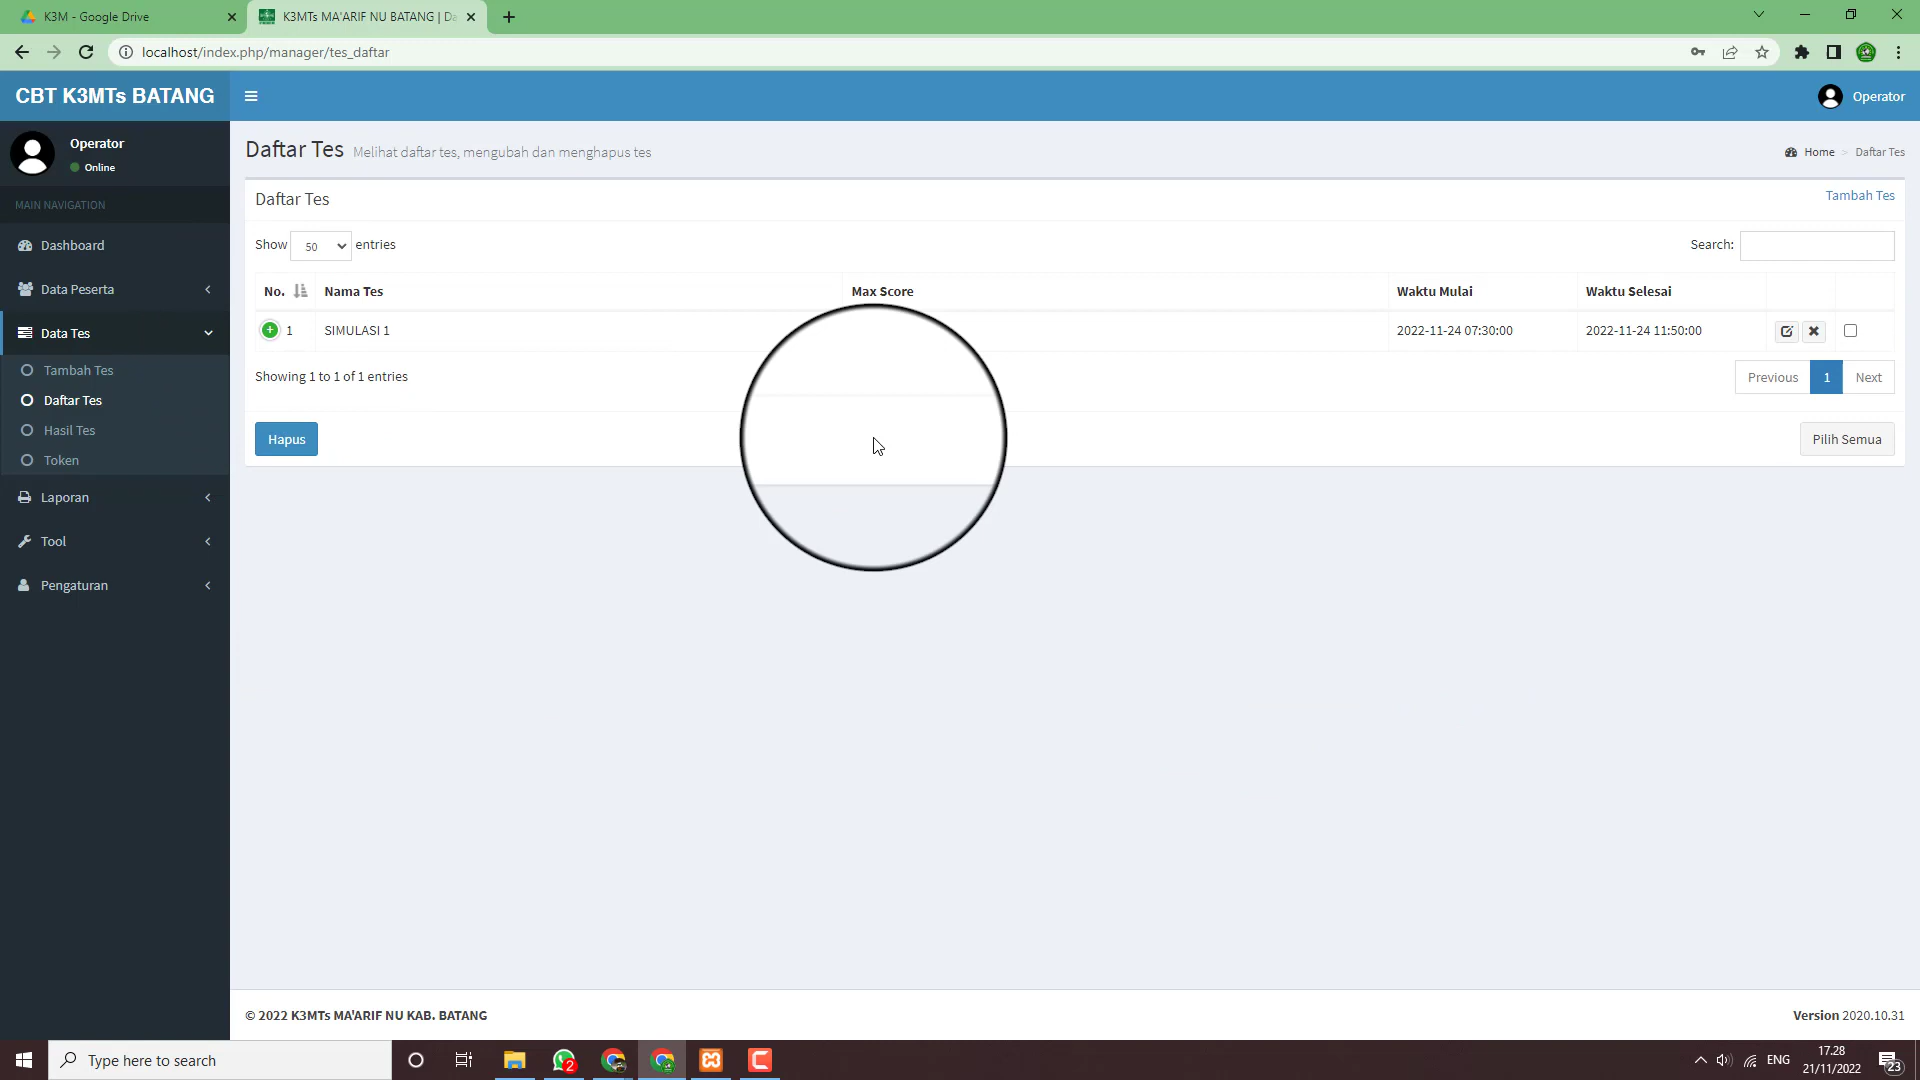 K3M - Google Drive
K3MTs MA'ARIF NU BATANG | Da
localhost/index.php/manager/tes_daftar
CBT K3MTs BATANG
Operator
Operator
Online
Daftar Tes Melihat daftar tes, mengubah dan menghapus tes
Home > Daftar Tes
MAIN NAVIGATION
Dashboard
Data Peserta
Data Tes
Tambah Tes
Daftar Tes
Hasil Tes
Token
Laporan
Tool
Pengaturan
Daftar Tes
Tambah Tes
Show 50 entries
Search:
No. Nama Tes Max Score Waktu Mulai Waktu Selesai
1 SIMULASI 1 2022-11-24 07:30:00 2022-11-24 11:50:00
Showing 1 to 1 of 1 entries
Previous 1 Next
Hapus
Pilih Semua
© 2022 K3MTs MA'ARIF NU KAB. BATANG
Version 2020.10.31
Type here to search
2
ENG
17.28
21/11/2022
23